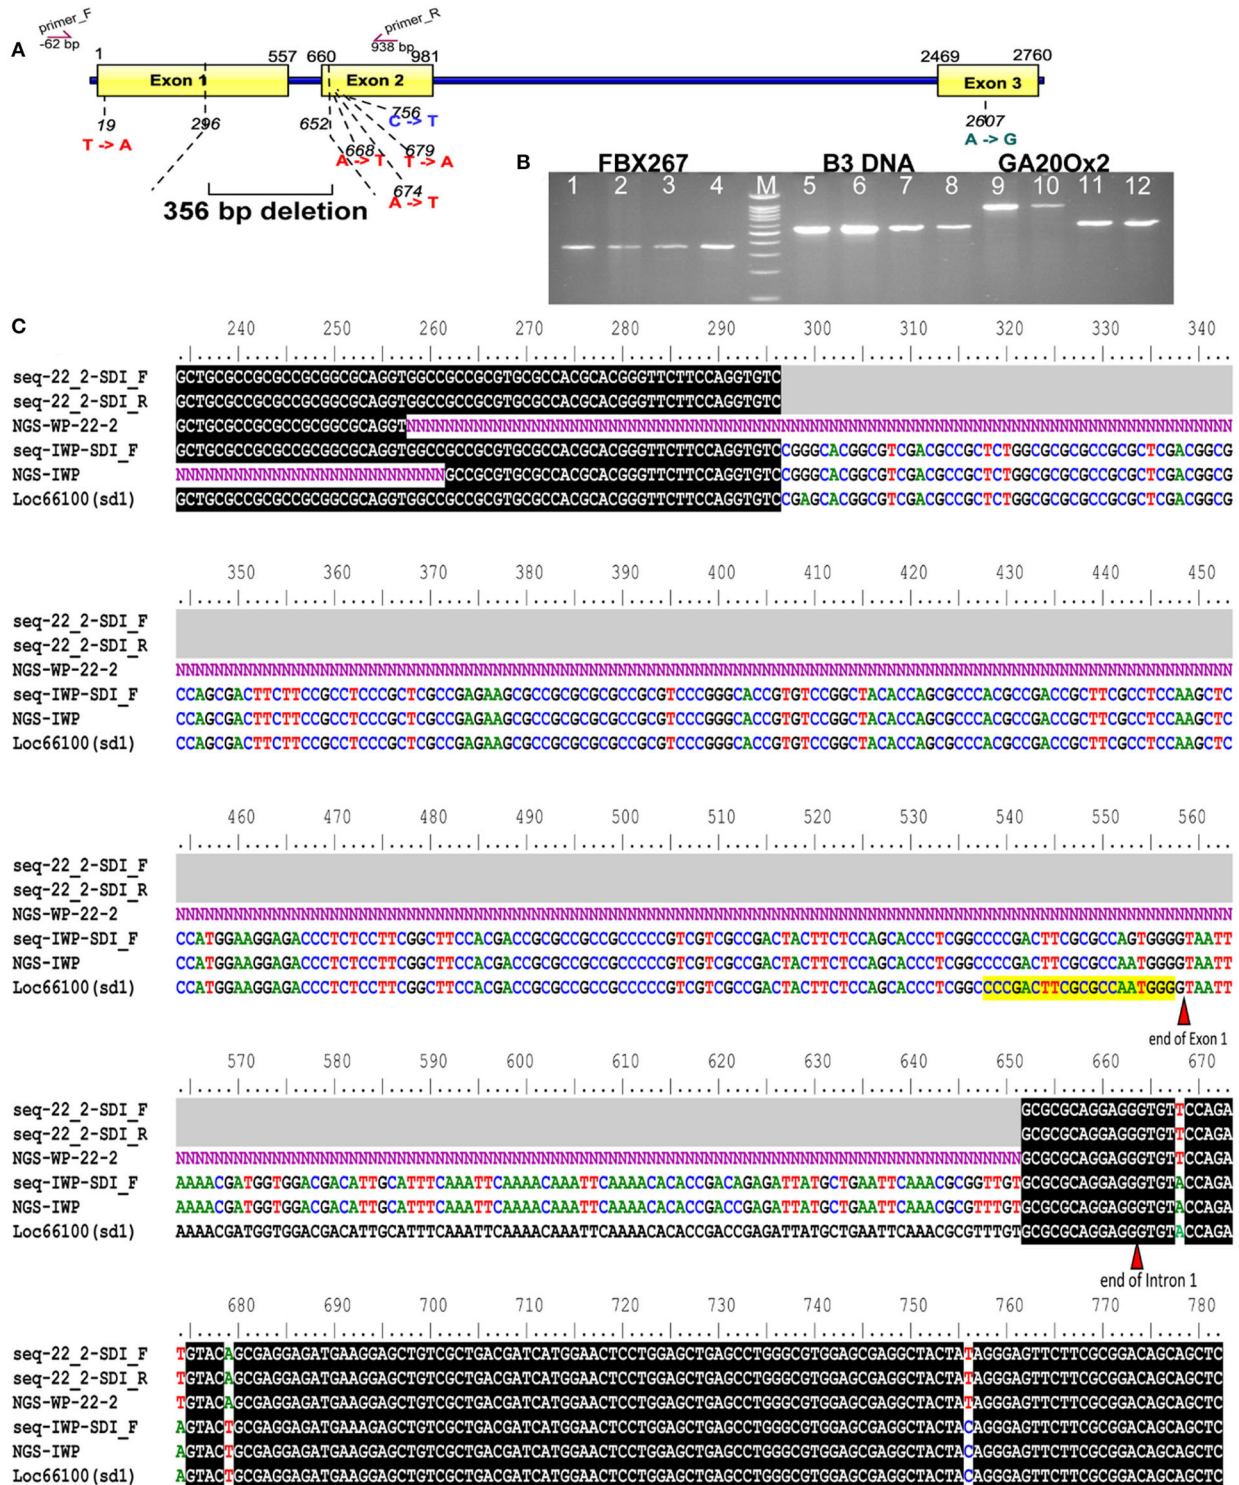 A
primer_F
-62 bp
primer_R
938 bp
1 557 660 981 2469 2760
Exon 1 Exon 2 Exon 3
19 296 652 756 2607
T -> A C -> T A -> G
668 679
A -> T T -> A
674
A -> T
356 bp deletion
B
FBX267 B3 DNA GA20Ox2
1 2 3 4 M 5 6 7 8 9 10 11 12
C
240 250 260 270 280 290 300 310 320 330 340
seq-22_2-SDI_F GCTGCGCCGCGCCGCGGCGCAGGTGGCCGCCGCGTGCGCCACGCACGGGTTCTTCCAGGTGTC
seq-22_2-SDI_R GCTGCGCCGCGCCGCGGCGCAGGTGGCCGCCGCGTGCGCCACGCACGGGTTCTTCCAGGTGTC
NGS-WP-22-2
seq-IWP-SDI_F GCTGCGCCGCGCCGCGGCGCAGGTGGCCGCCGCGTGCGCCACGCACGGGTTCTTCCAGGTGTCCGGGCACGGCGTCGACGCCGCTCTGGCGCGCGCCGCGCTCGACGGCG
NGS-IWP
Loc66100(sd1) GCTGCGCCGCGCCGCGGCGCAGGTGGCCGCCGCGTGCGCCACGCACGGGTTCTTCCAGGTGTCCGAGCACGGCGTCGACGCCGCTCTGGCGCGCGCCGCGCTCGACGGCG
350 360 370 380 390 400 410 420 430 440 450
seq-22_2-SDI_F
seq-22_2-SDI_R
NGS-WP-22-2
seq-IWP-SDI_F CCAGCGACTTCTTCCGCCTCCCGCTCGCCGAGAAGCGCCGCGCGCGCCGCGTCCCGGGCACCGTGTCCGGCTACACCAGCGCCCACGCCGACCGCTTCGCCTCCAAGCTC
NGS-IWP CCAGCGACTTCTTCCGCCTCCCGCTCGCCGAGAAGCGCCGCGCGCGCCGCGTCCCGGGCACCGTGTCCGGCTACACCAGCGCCCACGCCGACCGCTTCGCCTCCAAGCTC
Loc66100(sd1) CCAGCGACTTCTTCCGCCTCCCGCTCGCCGAGAAGCGCCGCGCGCGCCGCGTCCCGGGCACCGTGTCCGGCTACACCAGCGCCCACGCCGACCGCTTCGCCTCCAAGCTC
460 470 480 490 500 510 520 530 540 550 560
seq-22_2-SDI_F
seq-22_2-SDI_R
NGS-WP-22-2
seq-IWP-SDI_F CCATGGAAGGAGACCCTCTCCTTCGGCTTCCACGACCGCGCCGCCGCCCCCGTCGTCGCCGACTACTTCTCCAGCACCCTCGGCCCCGACTTCGCGCCAGTGGGGTAATT
NGS-IWP CCATGGAAGGAGACCCTCTCCTTCGGCTTCCACGACCGCGCCGCCGCCCCCGTCGTCGCCGACTACTTCTCCAGCACCCTCGGCCCCGACTTCGCGCCAATGGGGTAATT
Loc66100(sd1) CCATGGAAGGAGACCCTCTCCTTCGGCTTCCACGACCGCGCCGCCGCCCCCGTCGTCGCCGACTACTTCTCCAGCACCCTCGGCCCCGACTTCGCGCCAATGGGGTAATT
end of Exon 1
570 580 590 600 610 620 630 640 650 660 670
seq-22_2-SDI_F GCGCGCAGGAGGGTGTTCCAGA
seq-22_2-SDI_R GCGCGCAGGAGGGTGTTCCAGA
NGS-WP-22-2 GCGCGCAGGAGGGTGTTCCAGA
seq-IWP-SDI_F AAAACGATGGTGGACGACATTGCATTTCAAATTCAAAACAAATTCAAAACACACCGACAGAGATTATGCTGAATTCAAACGCGGTTGTGCGCGCAGGAGGGTGTACCAGA
NGS-IWP AAAACGATGGTGGACGACATTGCATTTCAAATTCAAAACAAATTCAAAACACACCGACCGAGATTATGCTGAATTCAAACGCGTTTGTGCGCGCAGGAGGGTGTACCAGA
Loc66100(sd1) AAAACGATGGTGGACGACATTGCATTTCAAATTCAAAACAAATTCAAAACACACCGACCGAGATTATGCTGAATTCAAACGCGTTTGTGCGCGCAGGAGGGTGTACCAGA
end of Intron 1
680 690 700 710 720 730 740 750 760 770 780
seq-22_2-SDI_F TGTACAGCGAGGAGATGAAGGAGCTGTCGCTGACGATCATGGAACTCCTGGAGCTGAGCCTGGGCGTGGAGCGAGGCTACTATAGGGAGTTCTTCGCGGACAGCAGCTC
seq-22_2-SDI_R TGTACAGCGAGGAGATGAAGGAGCTGTCGCTGACGATCATGGAACTCCTGGAGCTGAGCCTGGGCGTGGAGCGAGGCTACTATAGGGAGTTCTTCGCGGACAGCAGCTC
NGS-WP-22-2 TGTACAGCGAGGAGATGAAGGAGCTGTCGCTGACGATCATGGAACTCCTGGAGCTGAGCCTGGGCGTGGAGCGAGGCTACTATAGGGAGTTCTTCGCGGACAGCAGCTC
seq-IWP-SDI_F AGTACTGCGAGGAGATGAAAGAGCTGTCGCTGACGATCATGGAACTCCTGGAGCTGAGCCTGGGCGTGGAGCGAGGCTACTACAGGGAGTTCTTCGCGGACAGCAGCTC
NGS-IWP AGTACTGCGAGGAGATGAAGGAGCTGTCGCTGACGATCATGGAACTCCTGGAGCTGAGCCTGGGCGTGGAGCGAGGCTACTACAGGGAGTTCTTCGCGGACAGCAGCTC
Loc66100(sd1) AGTACTGCGAGGAGATGAAGGAGCTGTCGCTGACGATCATGGAACTCCTGGAGCTGAGCCTGGGCGTGGAGCGAGGCTACTACAGGGAGTTCTTCGCGGACAGCAGCTC